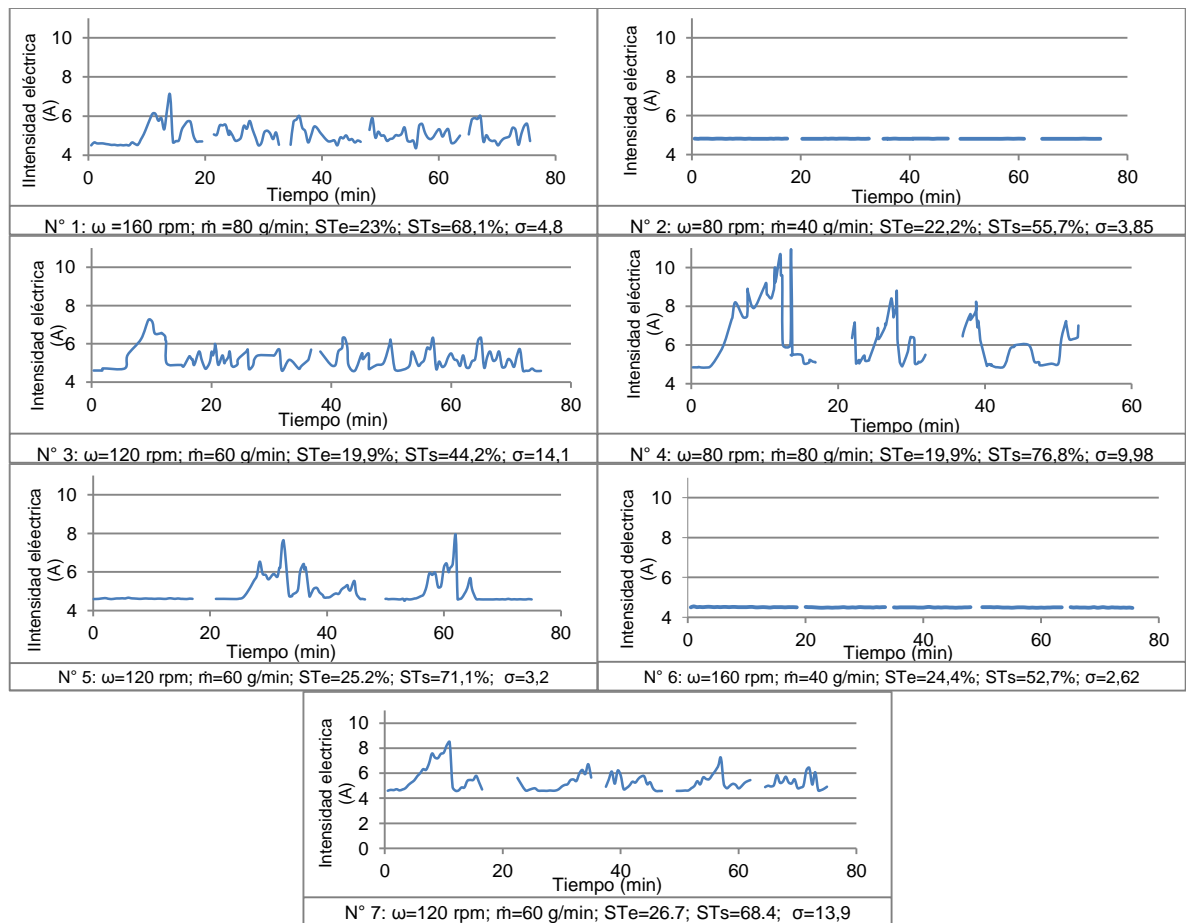 IIntensidad eléctrica
(A)
10
8
6
4
0
20
40
60
80
Tiempo (min)
N° 1: ω =160 rpm; ṁ =80 g/min; STe=23%; STs=68,1%; σ=4,8
Intensidad eléctrica
(A)
10
8
6
4
0
20
40
60
80
Tiempo (min)
N° 2: ω=80 rpm; ṁ=40 g/min; STe=22,2%; STs=55,7%; σ=3.85
Intensidad eléctrica
(A)
10
8
6
4
0
20
40
60
80
Tiempo (min)
N° 3: ω=120 rpm; ṁ=60 g/min; STe=19,9%; STs=44,2%; σ=14,1
Intensidad eléctrica
(A)
10
8
6
4
0
20
40
60
Tiempo (min)
N° 4: ω=80 rpm; ṁ=80 g/min; STe=19,9%; STs=76,8%; σ=9,98
IIntensidad eléectrica
(A)
10
8
6
4
0
20
40
60
80
Tiempo (min)
N° 5: ω=120 rpm; ṁ=60 g/min; STe=25.2%; STs=71,1%; σ=3,2
Intensidad delectrica
(A)
10
8
6
4
0
20
40
60
80
Tiempo (min)
N° 6: ω=160 rpm; ṁ=40 g/min; STe=24,4%; STs=52,7%; σ=2,62
Intensidad electrica
(A)
10
8
6
4
2
0
0
20
40
60
80
Tiempo (min)
N° 7: ω=120 rpm; ṁ=60 g/min; STe=26.7; STs=68.4; σ=13,9